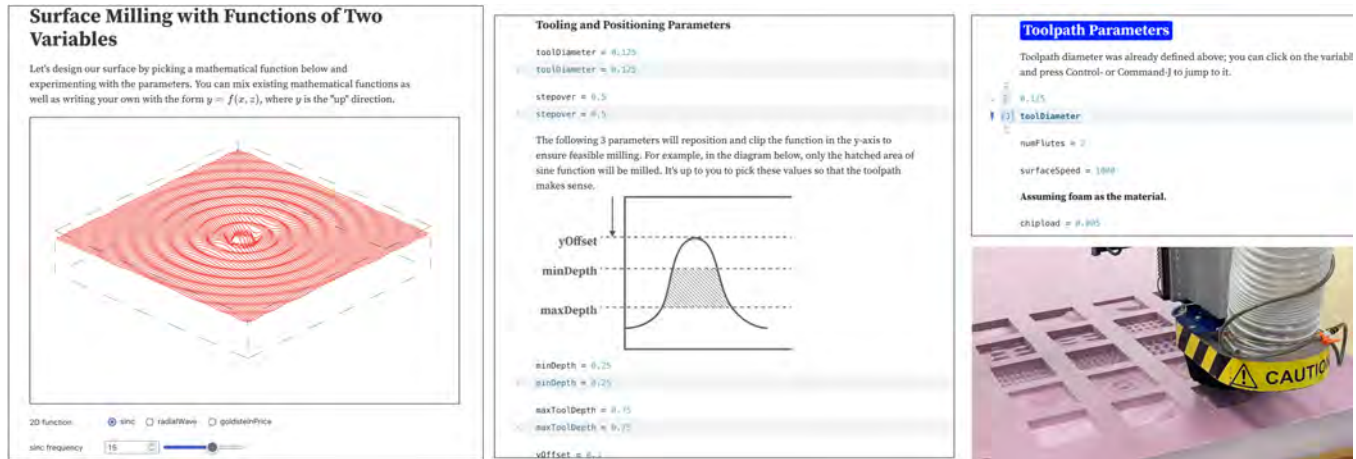 Surface Milling with Functions of Two
Variables
Let's design our surface by picking a mathematical function below and
experimenting with the parameters. You can mix existing mathematical functions as
well as writing your own with the form y = f(x, z), where y is the "up" direction.
2D function
sinc
radialWave
goldsteinPrice
sinc frequency
15
Tooling and Positioning Parameters
toolDiameter = 0.125
toolDiameter = 0.125
stepover = 0.5
stepover = 0.5
The following 3 parameters will reposition and clip the function in the y-axis to
ensure feasible milling. For example, in the diagram below, only the hatched area of
sine function will be milled. It's up to you to pick these values so that the toolpath
makes sense.
yOffset
minDepth
maxDepth
minDepth = 0.25
minDepth = 0.25
maxToolDepth = 0.75
maxToolDepth = 0.75
yOffset = 0.1
Toolpath Parameters
Toolpath diameter was already defined above; you can click on the variabl
and press Control- or Command-J to jump to it.
toolDiameter
numFlutes = 2
surfaceSpeed = 1000
Assuming foam as the material.
chipload = 0.005
CAUTIO